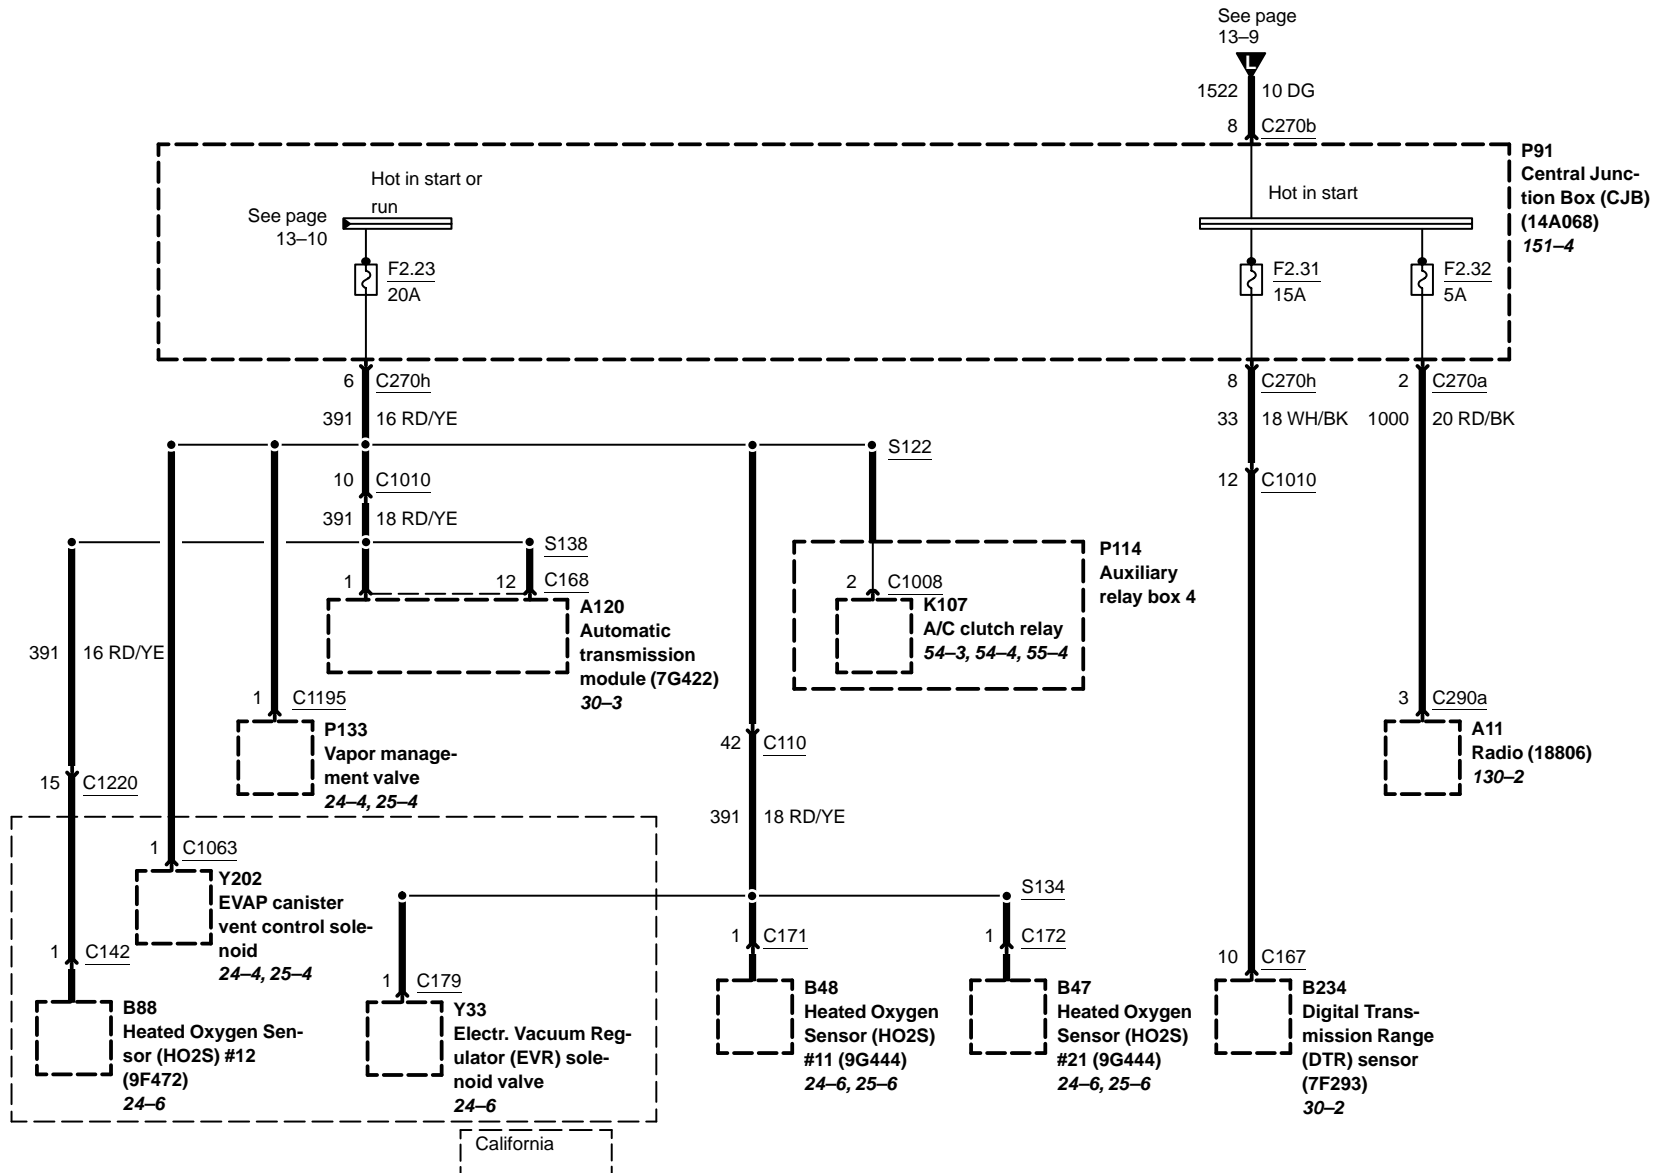 See page
13–9
L
1522 10 DG
8 C270b
P91
Central Junc-
tion Box (CJB)
(14A068)
151–4
Hot in start or
run
See page
13–10
F2.23
20A
Hot in start
F2.31
15A
F2.32
5A
6 C270h
391 16 RD/YE
8 C270h
33 18 WH/BK
2 C270a
1000 20 RD/BK
S122
10 C1010
391 18 RD/YE
12 C1010
S138
1
12 C168
A120
Automatic
transmission
module (7G422)
30–3
P114
Auxiliary
relay box 4
2 C1008
K107
A/C clutch relay
54–3, 54–4, 55–4
391 16 RD/YE
1 C1195
P133
Vapor manage-
ment valve
24–4, 25–4
3 C290a
A11
Radio (18806)
130–2
42 C110
15 C1220
391 18 RD/YE
1 C1063
Y202
EVAP canister
vent control sole-
noid
24–4, 25–4
S134
1 C142
B88
Heated Oxygen Sen-
sor (HO2S) #12
(9F472)
24–6
1 C179
Y33
Electr. Vacuum Reg-
ulator (EVR) sole-
noid valve
24–6
1 C171
B48
Heated Oxygen
Sensor (HO2S)
#11 (9G444)
24–6, 25–6
1 C172
B47
Heated Oxygen
Sensor (HO2S)
#21 (9G444)
24–6, 25–6
10 C167
B234
Digital Trans-
mission Range
(DTR) sensor
(7F293)
30–2
California